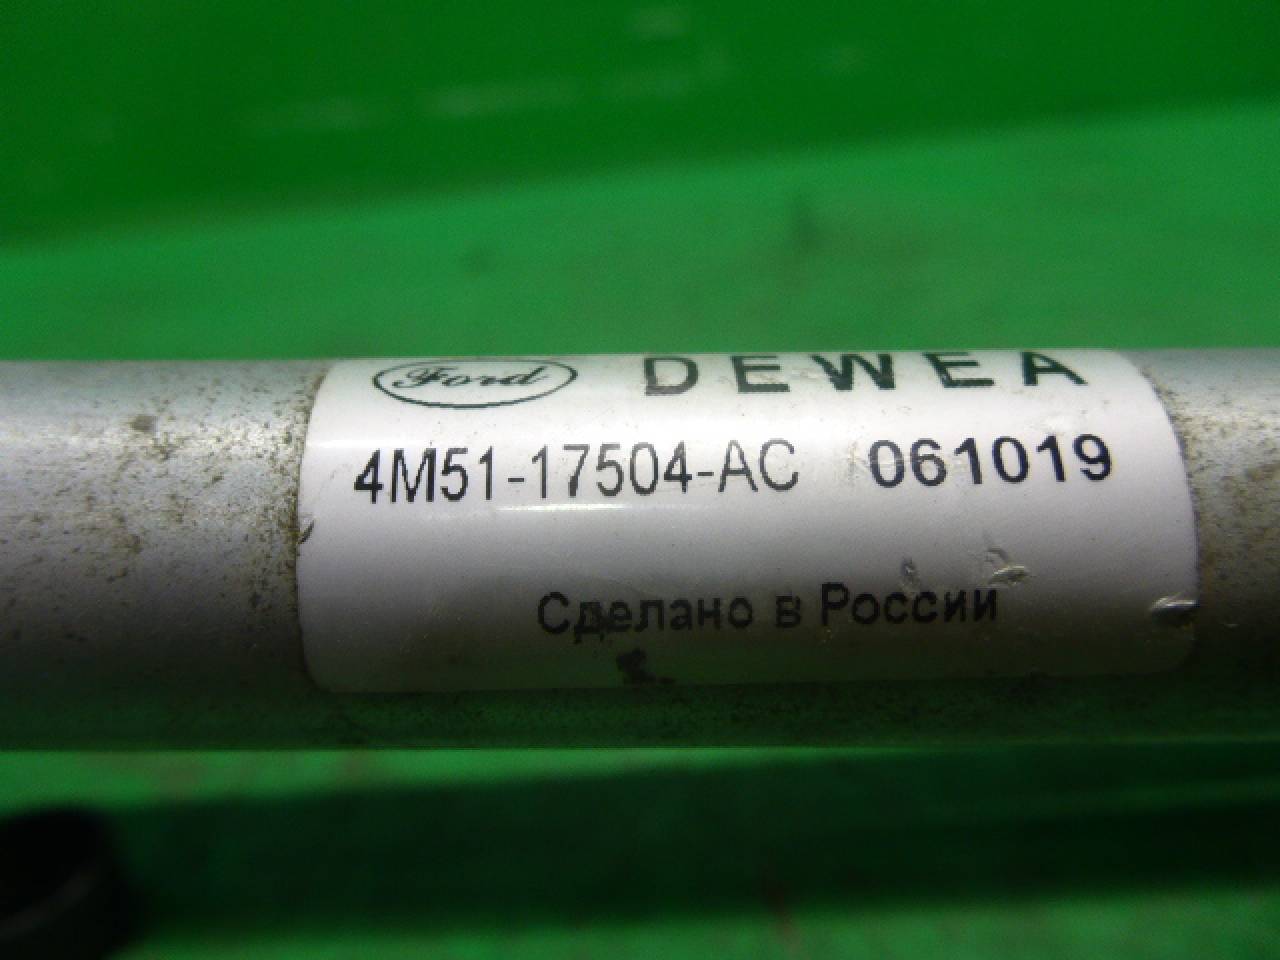 Ford DEWEA
4M51-17504-AC 061019
Сделано в России